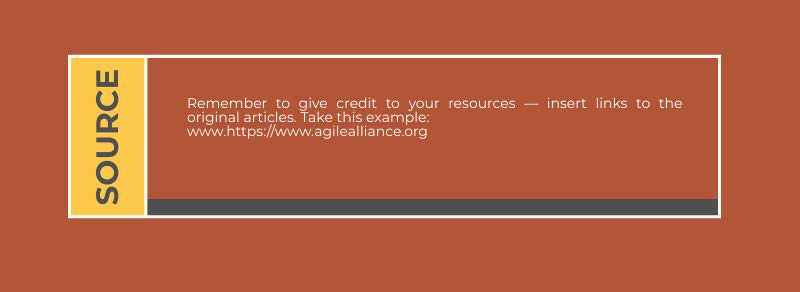 SOURCE
Remember to give credit to your resources — insert links to the
original articles. Take this example:
www.https://www.agilealliance.org